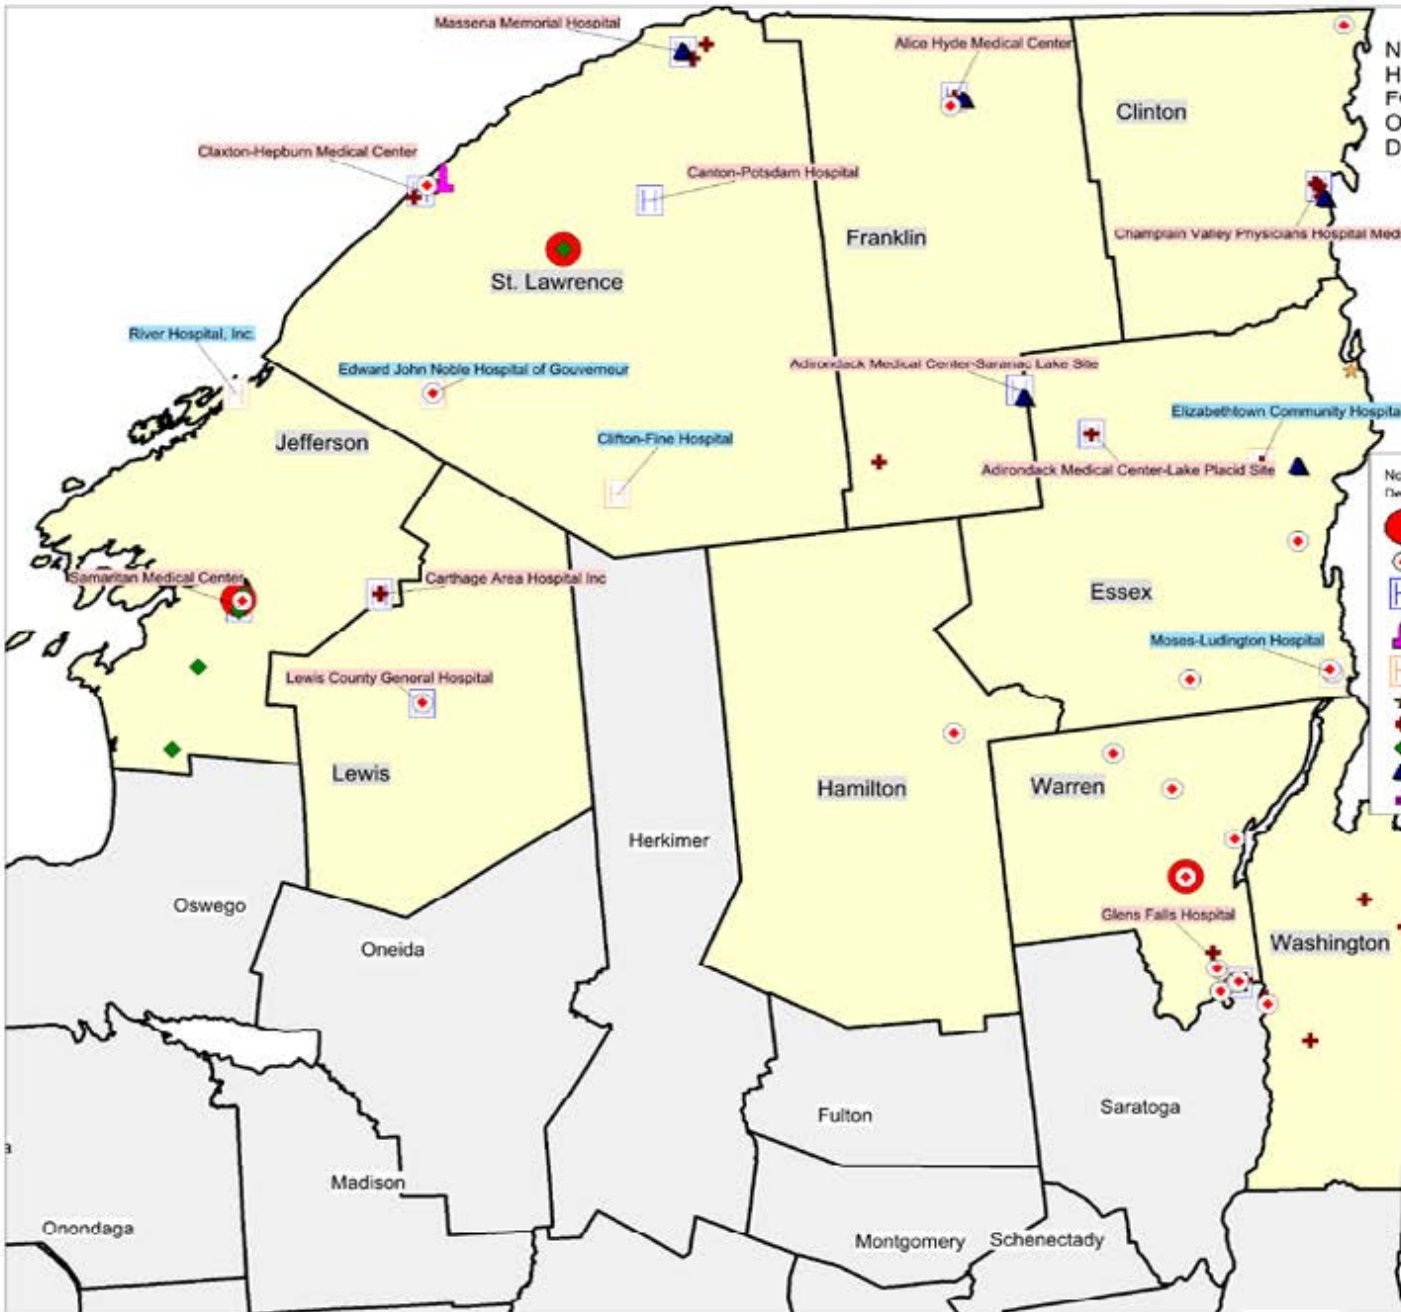 Massena Memorial Hospital
Alice Hyde Medical Center
Clinton
Claxton-Hepburn Medical Center
Canton-Potsdam Hospital
Franklin
Champlain Valley Physicians Hospital Med
St. Lawrence
River Hospital, Inc.
Edward John Noble Hospital of Gouverneur
Adirondack Medical Center-Saranac Lake Site
Elizabethtown Community Hospita
Jefferson
Clifton-Fine Hospital
Adirondack Medical Center-Lake Placid Site
Samaritan Medical Center
Carthage Area Hospital Inc
Essex
Moses-Ludington Hospital
Lewis County General Hospital
Lewis
Hamilton
Warren
Herkimer
Oswego
Glens Falls Hospital
Oneida
Washington
Fulton
Saratoga
Madison
Onondaga
Montgomery
Schenectady